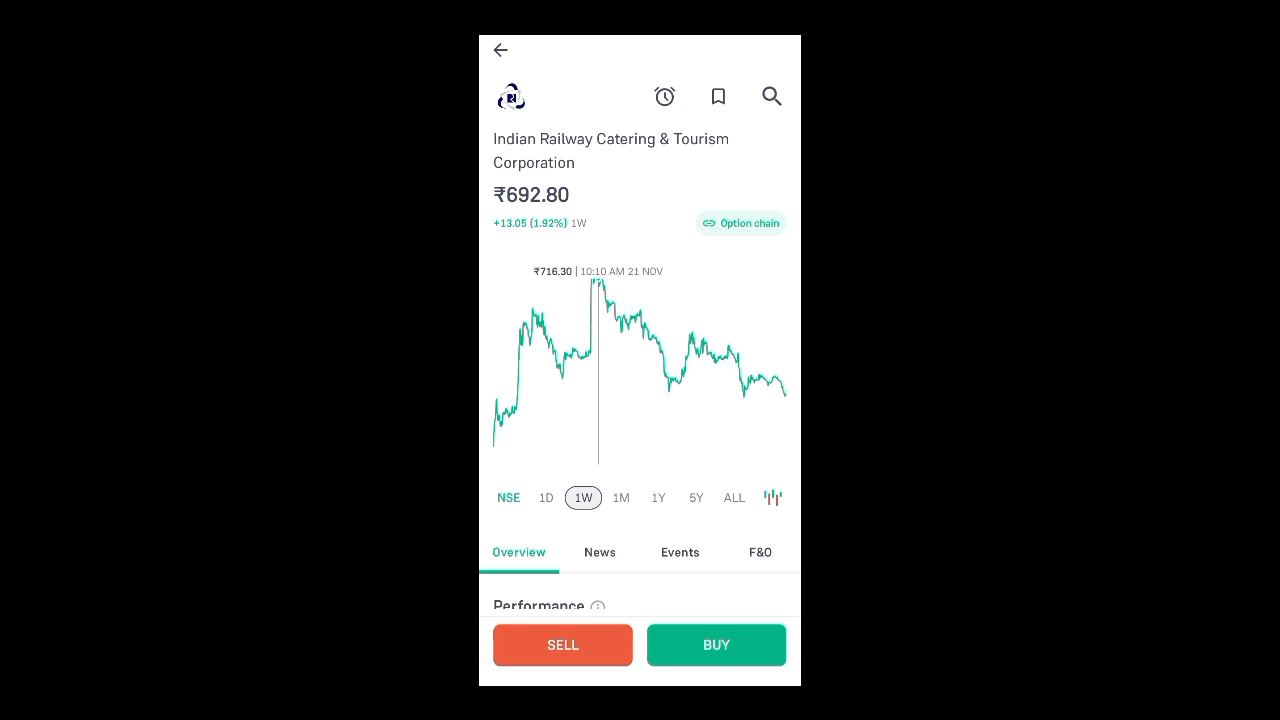 Indian Railway Catering & Tourism
Corporation
₹692.80
+13.05 (1.92%) 1W
Option chain
₹716.30 | 10:10 AM 21 NOV
NSE 1D 1W 1M 1Y 5Y ALL
Overview News Events F&O
Performance
SELL BUY